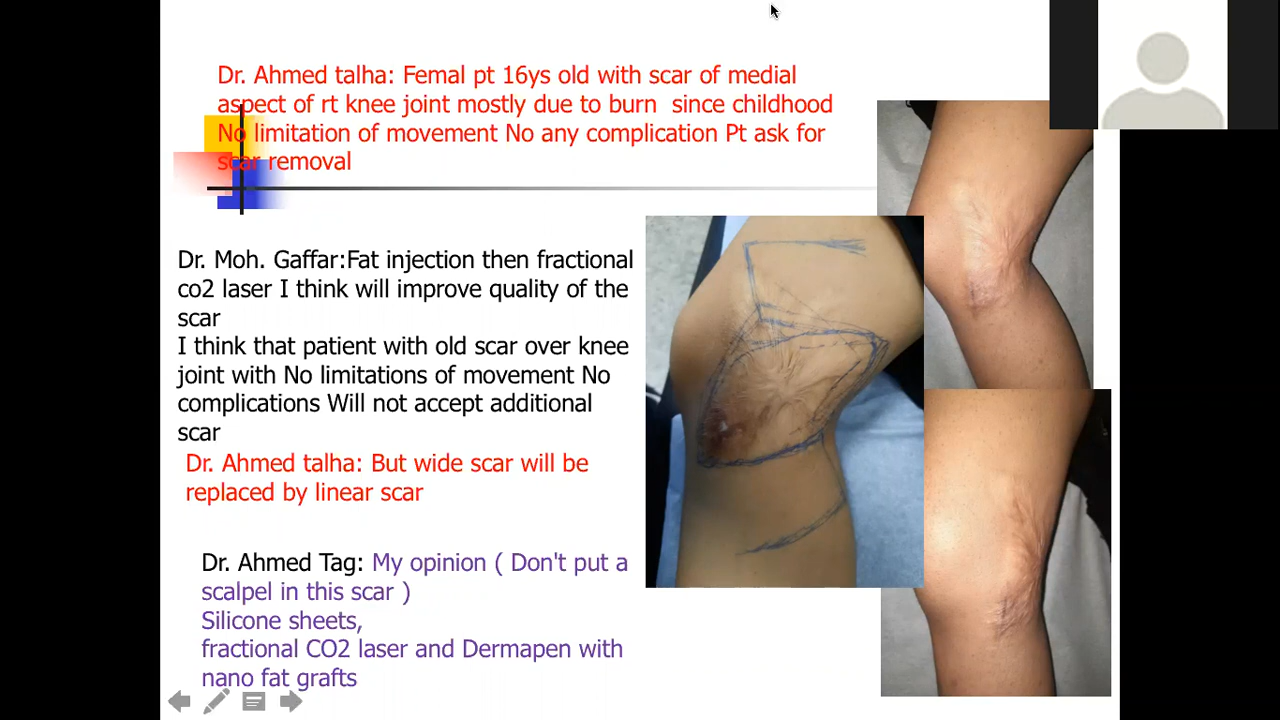 Dr. Ahmed talha: Femal pt 16ys old with scar of medial
aspect of rt knee joint mostly due to burn since childhood
No limitation of movement No any complication Pt ask for
scar removal
Dr. Moh. Gaffar:Fat injection then fractional
co2 laser I think will improve quality of the
scar
I think that patient with old scar over knee
joint with No limitations of movement No
complications Will not accept additional
scar
Dr. Ahmed talha: But wide scar will be
replaced by linear scar
Dr. Ahmed Tag: My opinion ( Don't put a
scalpel in this scar )
Silicone sheets,
fractional CO2 laser and Dermapen with
nano fat grafts